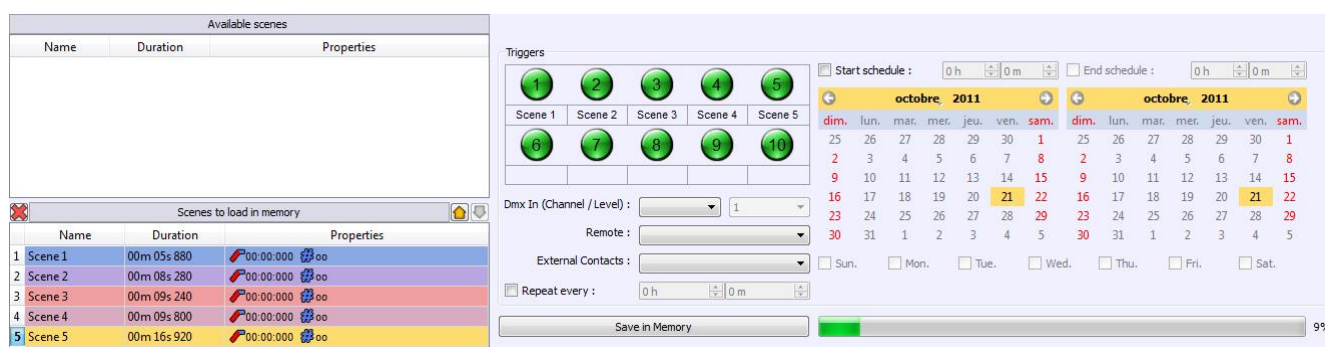 Available scenes
Name Duration Properties
Scenes to load in memory
Name Duration Properties
1 Scene 1 00m 05s 880 00:00:000 oo
2 Scene 2 00m 08s 280 00:00:000 oo
3 Scene 3 00m 09s 240 00:00:000 oo
4 Scene 4 00m 09s 800 00:00:000 oo
5 Scene 5 00m 16s 920 00:00:000 oo
Triggers
1 2 3 4 5
Scene 1 Scene 2 Scene 3 Scene 4 Scene 5
6 7 8 9 10
Dmx In (Channel / Level) : 1
Remote :
External Contacts :
Repeat every : 0 h 0 m
Save in Memory
Start schedule : 0 h 0 m
octobre, 2011
dim. lun. mar. mer. jeu. ven. sam.
25 26 27 28 29 30 1
2 3 4 5 6 7 8
9 10 11 12 13 14 15
16 17 18 19 20 21 22
23 24 25 26 27 28 29
30 31 1 2 3 4 5
End schedule : 0 h 0 m
octobre, 2011
dim. lun. mar. mer. jeu. ven. sam.
25 26 27 28 29 30 1
2 3 4 5 6 7 8
9 10 11 12 13 14 15
16 17 18 19 20 21 22
23 24 25 26 27 28 29
30 31 1 2 3 4 5
Sun. Mon. Tue. Wed. Thu. Fri. Sat.
9%